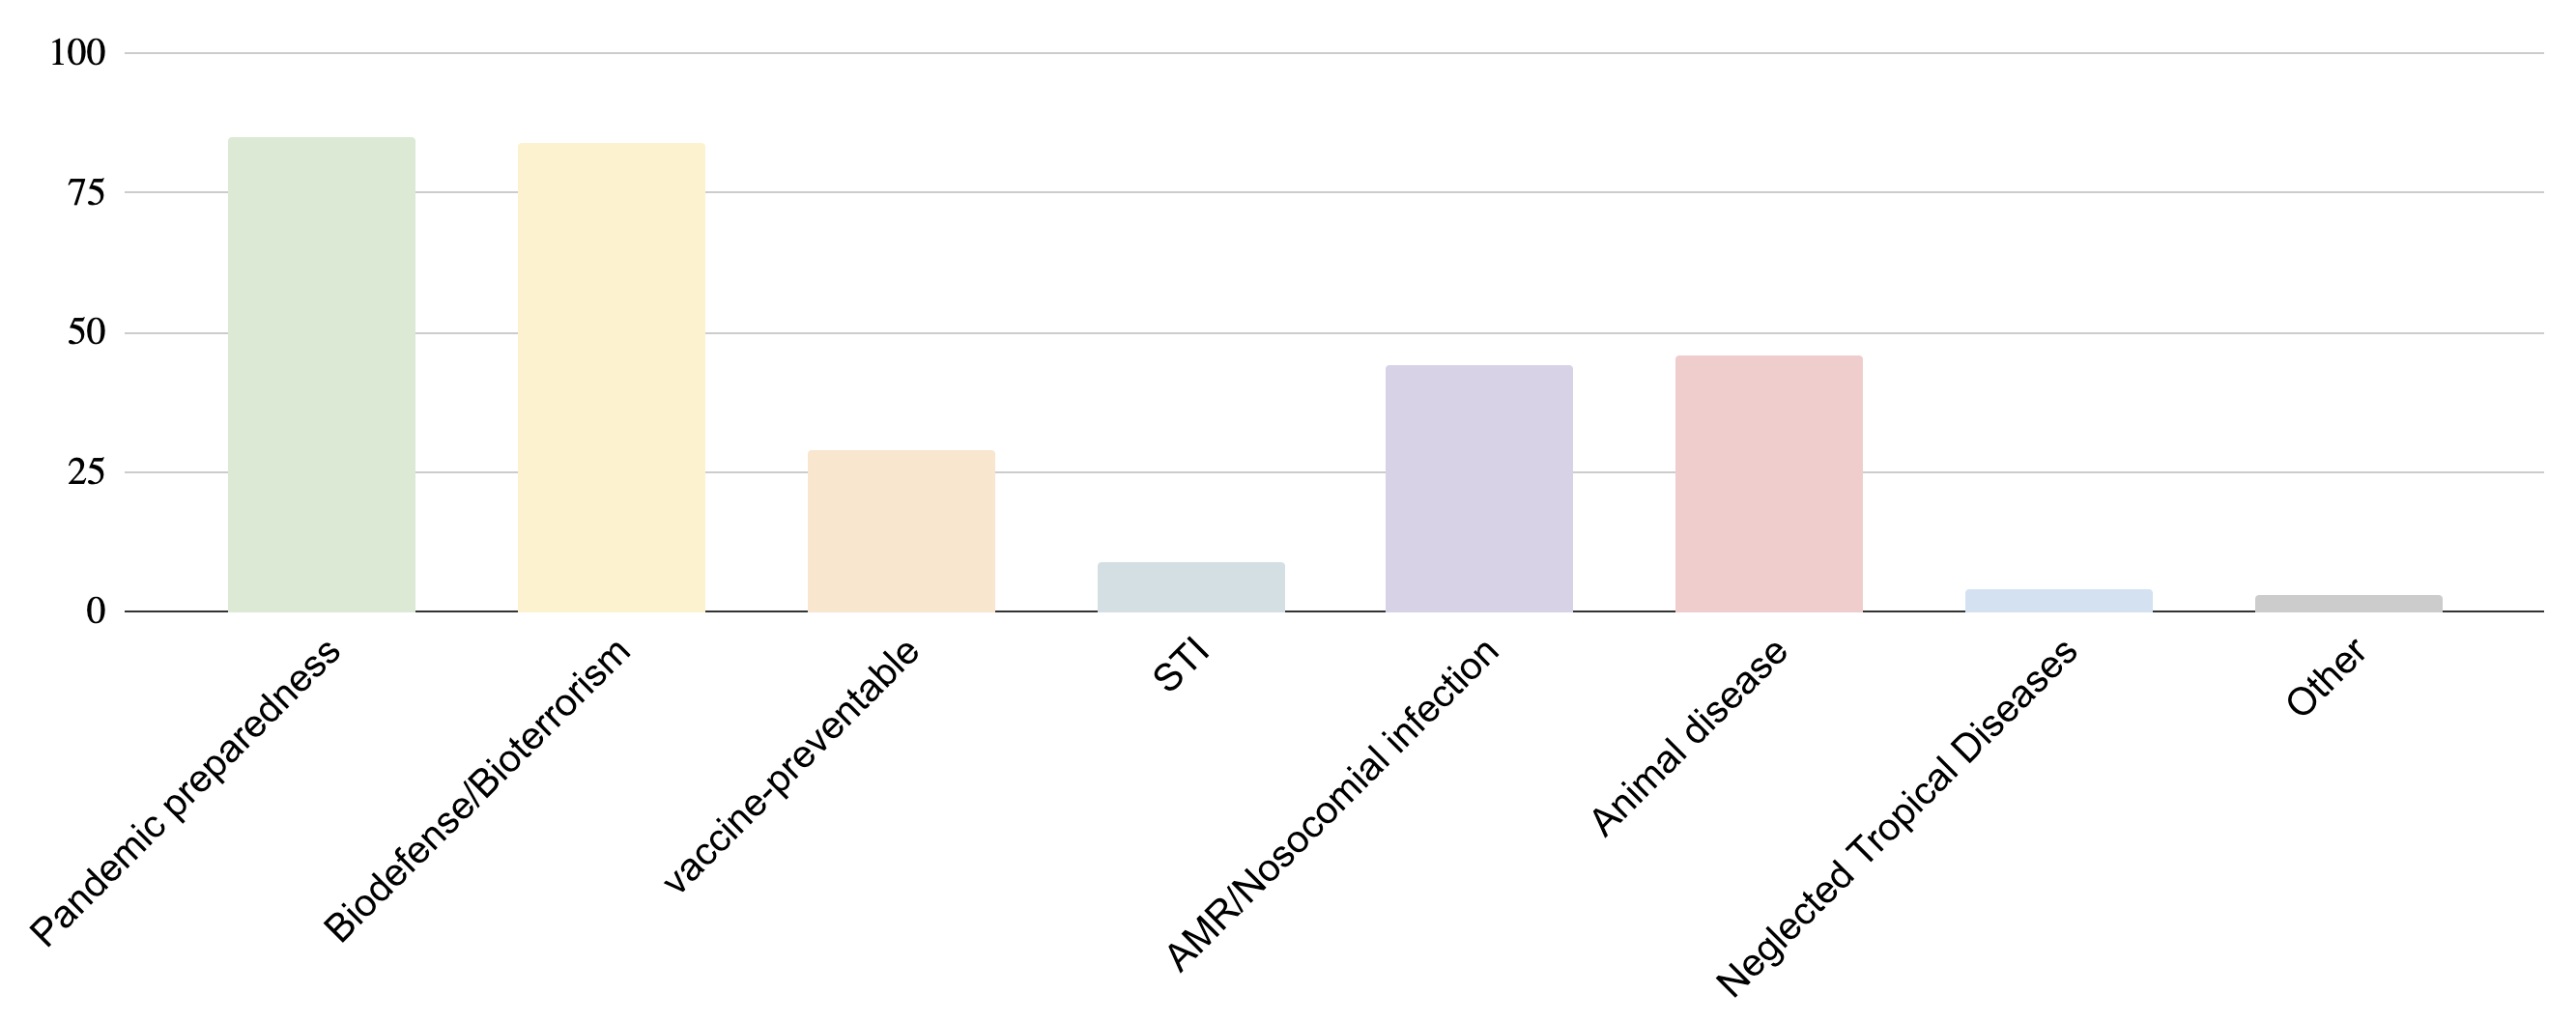 100
75
50
25
0
Pandemic preparedness
Biodefense/Bioterrorism
vaccine-preventable
STI
AMR/Nosocomial infection
Animal disease
Neglected Tropical Diseases
Other